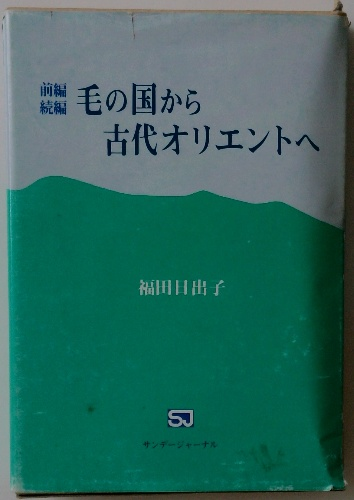 前編
続編
毛の国から
古代オリエントへ
福田日出子
SJ
サンデージャーナル